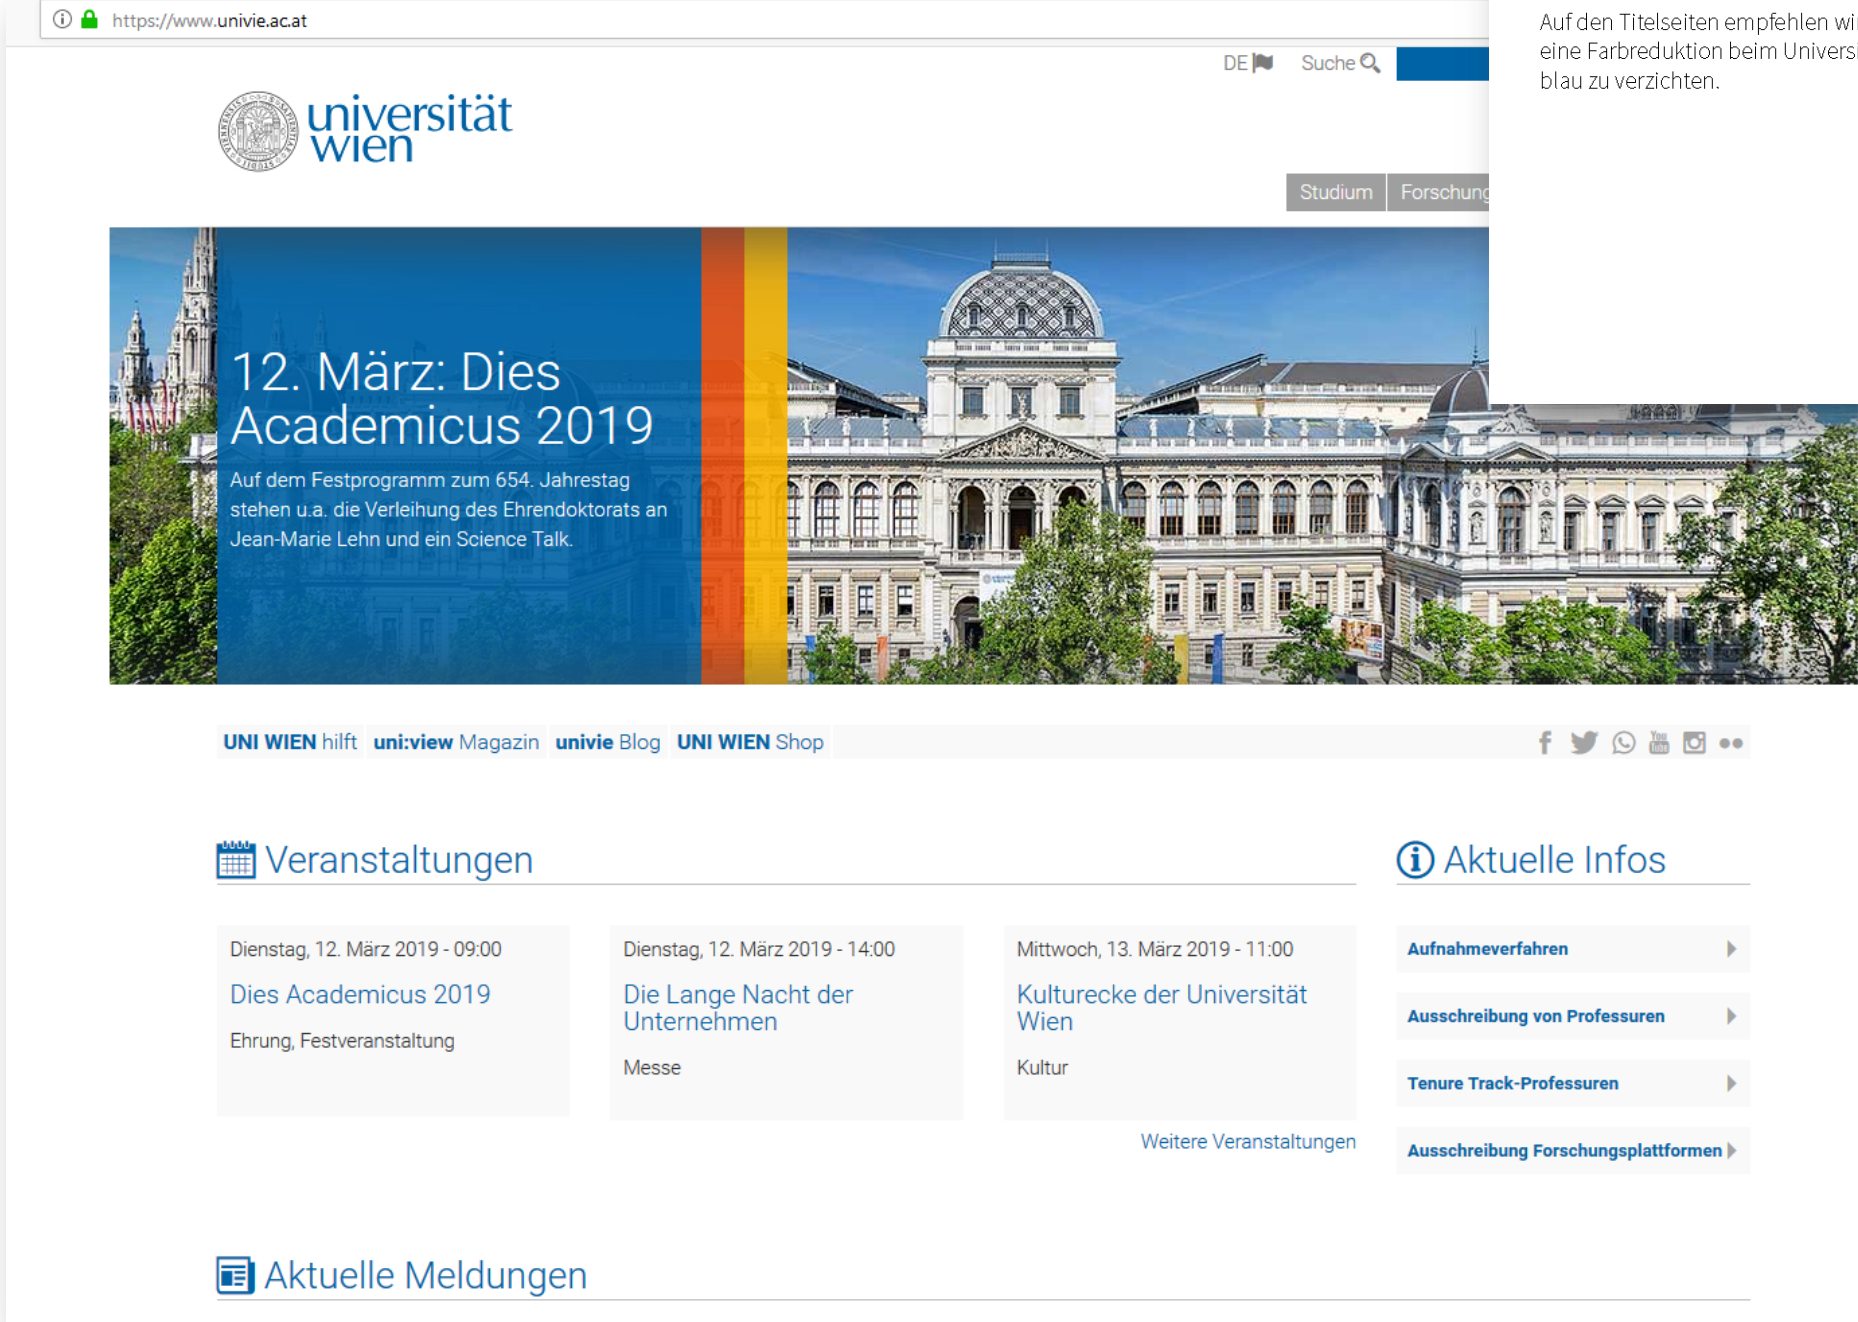 https://www.univie.ac.at
Auf den Titelseiten empfehlen
eine Farbreduktion beim
blau zu verzichten.
DE
Suche
universität
wien
Studium
Forschung
12. März: Dies
Academicus 2019
Auf dem Festprogramm zum 654. Jahrestag
stehen u.a. die Verleihung des Ehrendoktorats an
Jean-Marie Lehn und ein Science Talk.
UNI WIEN hilft
uni:view Magazin
univie Blog
UNI WIEN Shop
You
Tube
Veranstaltungen
Dienstag, 12. März 2019 - 09:00
Dies Academicus 2019
Ehrung, Festveranstaltung
Dienstag, 12. März 2019 - 14:00
Die Lange Nacht der
Unternehmen
Messe
Mittwoch, 13. März 2019 - 11:00
Kulturecke der Universität
Wien
Kultur
Weitere Veranstaltungen
Aktuelle Infos
Aufnahmeverfahren
Ausschreibung von Professuren
Tenure Track-Professuren
Ausschreibung Forschungsplattformen
Aktuelle Meldungen